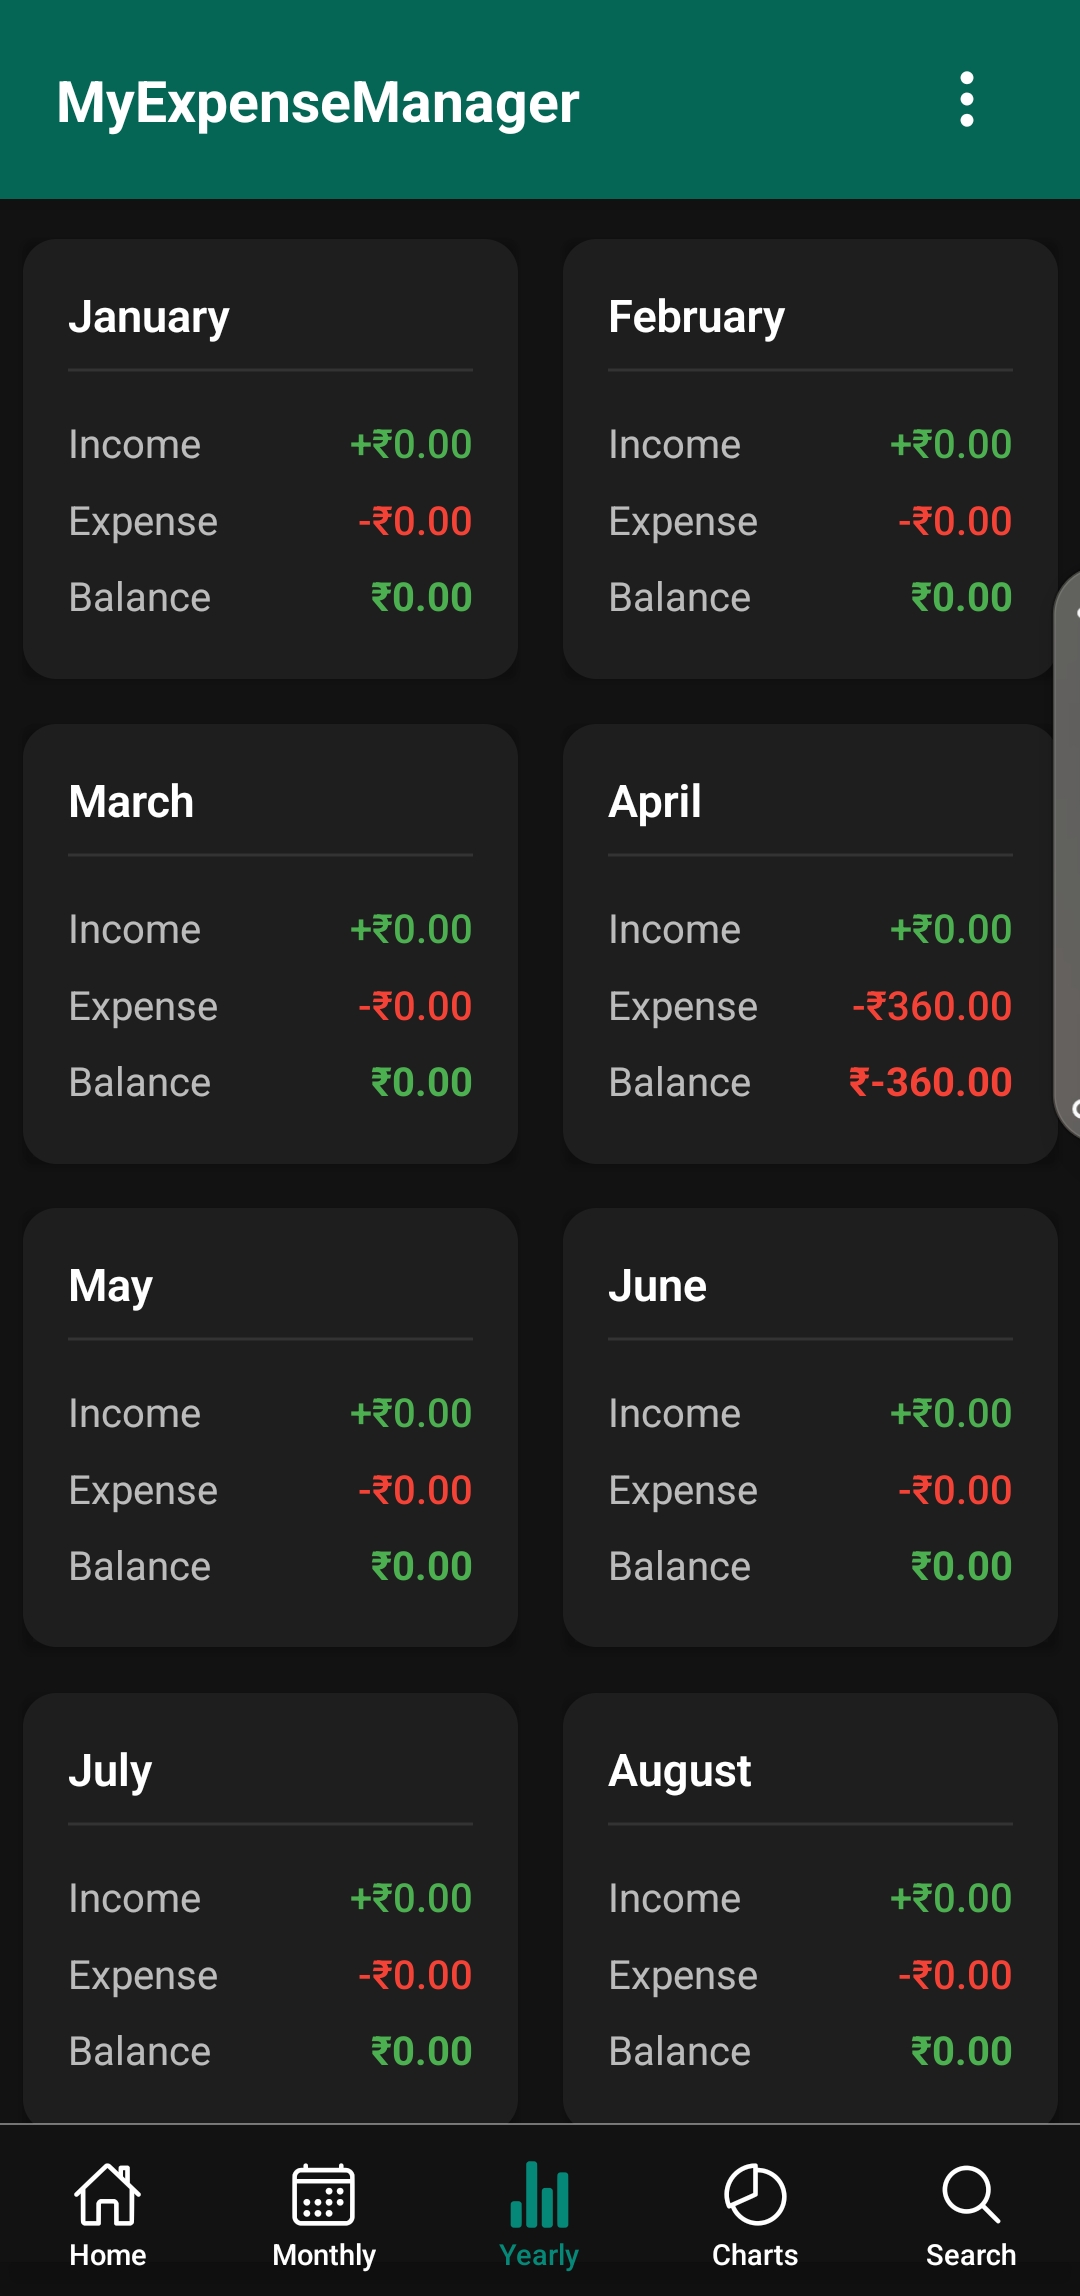 MyExpenseManager
January
Income +₹0.00
Expense -₹0.00
Balance ₹0.00
February
Income +₹0.00
Expense -₹0.00
Balance ₹0.00
March
Income +₹0.00
Expense -₹0.00
Balance ₹0.00
April
Income +₹0.00
Expense -₹360.00
Balance ₹-360.00
May
Income +₹0.00
Expense -₹0.00
Balance ₹0.00
June
Income +₹0.00
Expense -₹0.00
Balance ₹0.00
July
Income +₹0.00
Expense -₹0.00
Balance ₹0.00
August
Income +₹0.00
Expense -₹0.00
Balance ₹0.00
Home Monthly Yearly Charts Search